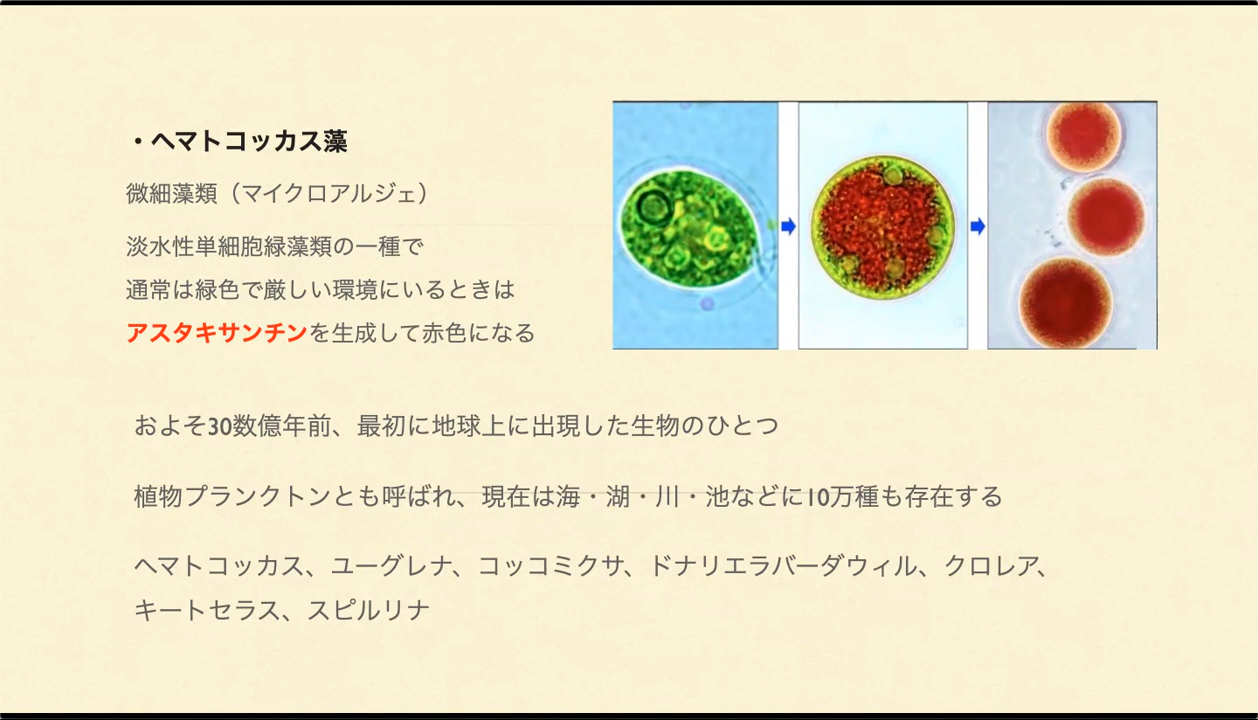 ・ヘマトコッカス藻
微細藻類（マイクロアルジェ）
淡水性単細胞緑藻類の一種で
通常は緑色で厳しい環境にいるときは
アスタキサンチンを生成して赤色になる
およそ30数億年前、最初に地球上に出現した生物のひとつ
植物プランクトンとも呼ばれ、現在は海・湖・川・池などに10万種も存在する
ヘマトコッカス、ユーグレナ、コッコミクサ、ドナリエラバーダウィル、クロレア、
キートセラス、スピルリナ